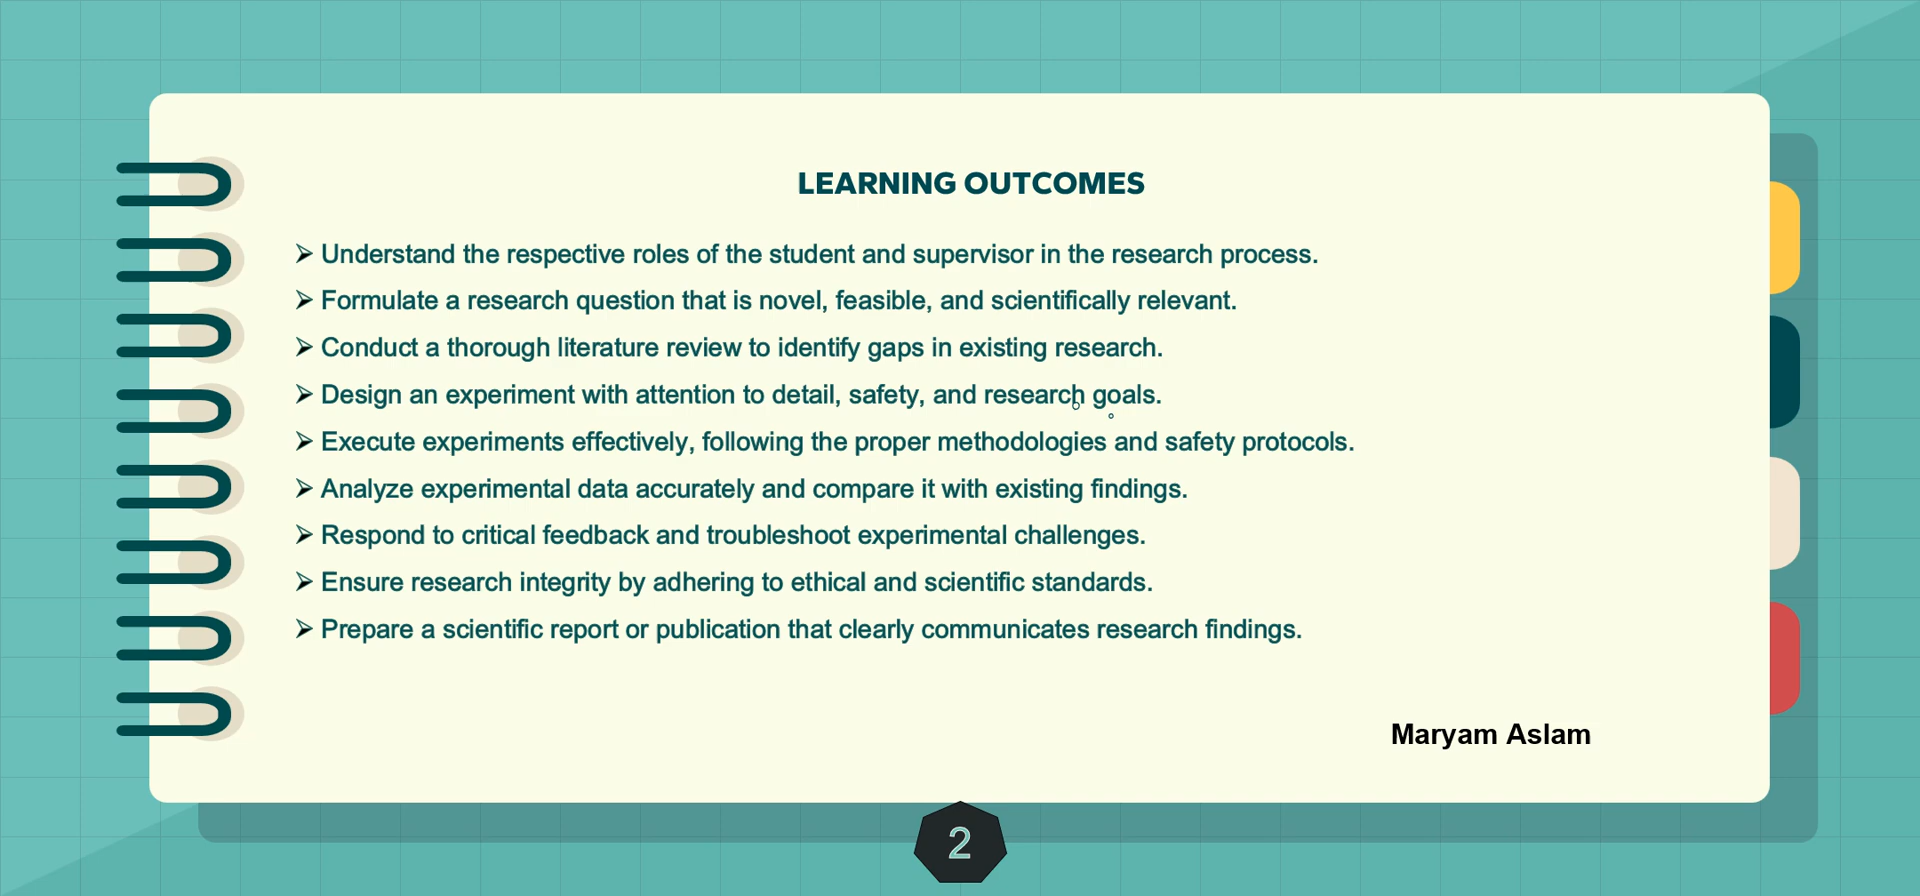 LEARNING OUTCOMES
➢ Understand the respective roles of the student and supervisor in the research process.
➢ Formulate a research question that is novel, feasible, and scientifically relevant.
➢ Conduct a thorough literature review to identify gaps in existing research.
➢ Design an experiment with attention to detail, safety, and research goals.
➢ Execute experiments effectively, following the proper methodologies and safety protocols.
➢ Analyze experimental data accurately and compare it with existing findings.
➢ Respond to critical feedback and troubleshoot experimental challenges.
➢ Ensure research integrity by adhering to ethical and scientific standards.
➢ Prepare a scientific report or publication that clearly communicates research findings.
Maryam Aslam
2